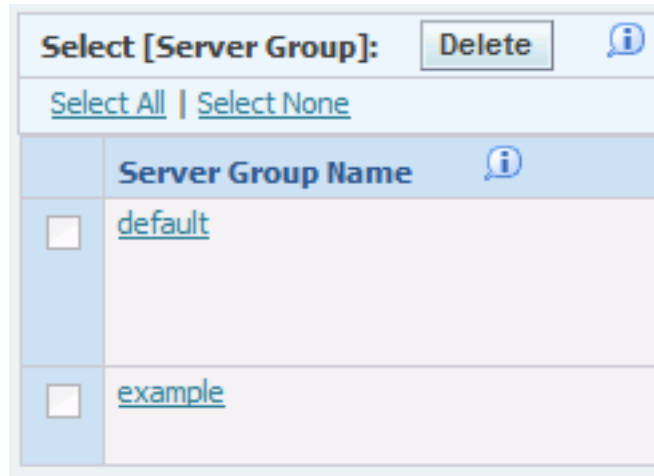 Select [Server Group]: Delete
Select All | Select None
Server Group Name
default
example